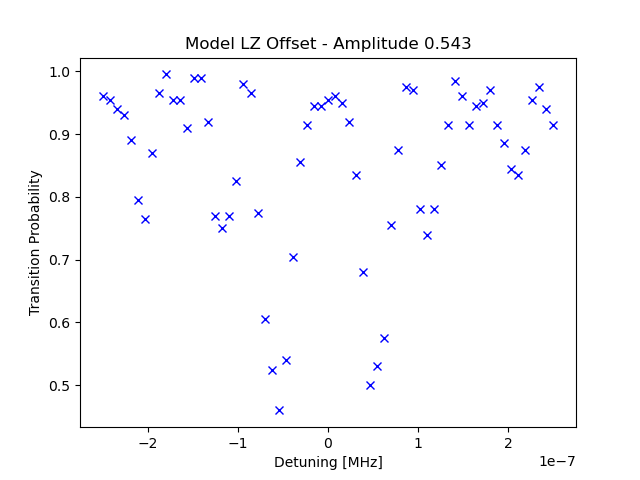 Model LZ Offset - Amplitude 0.543
1.0
0.9
0.8
0.7
0.6
0.5
Transition Probability
−2
−1
0
1
2
1e−7
Detuning [MHz]